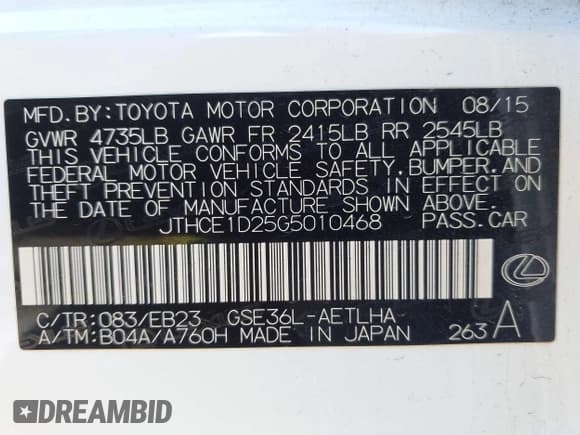 MFD.BY:TOYOTA MOTOR CORPORATION 08/15
GVWR 4735LB GAWR FR 2415LB RR 2545LB
THIS VEHICLE CONFORMS TO ALL APPLICABLE
FEDERAL MOTOR VEHICLE SAFETY,BUMPER,AND
THEFT PREVENTION STANDARDS IN EFFECT ON
THE DATE OF MANUFACTURE SHOWN ABOVE.
JTHCE1D25G5010468 PASS.CAR
C/TR:083/EB23 GSE36L-AETLHA
A/TM:B04A/A760H MADE IN JAPAN 263 A
DREAMBID